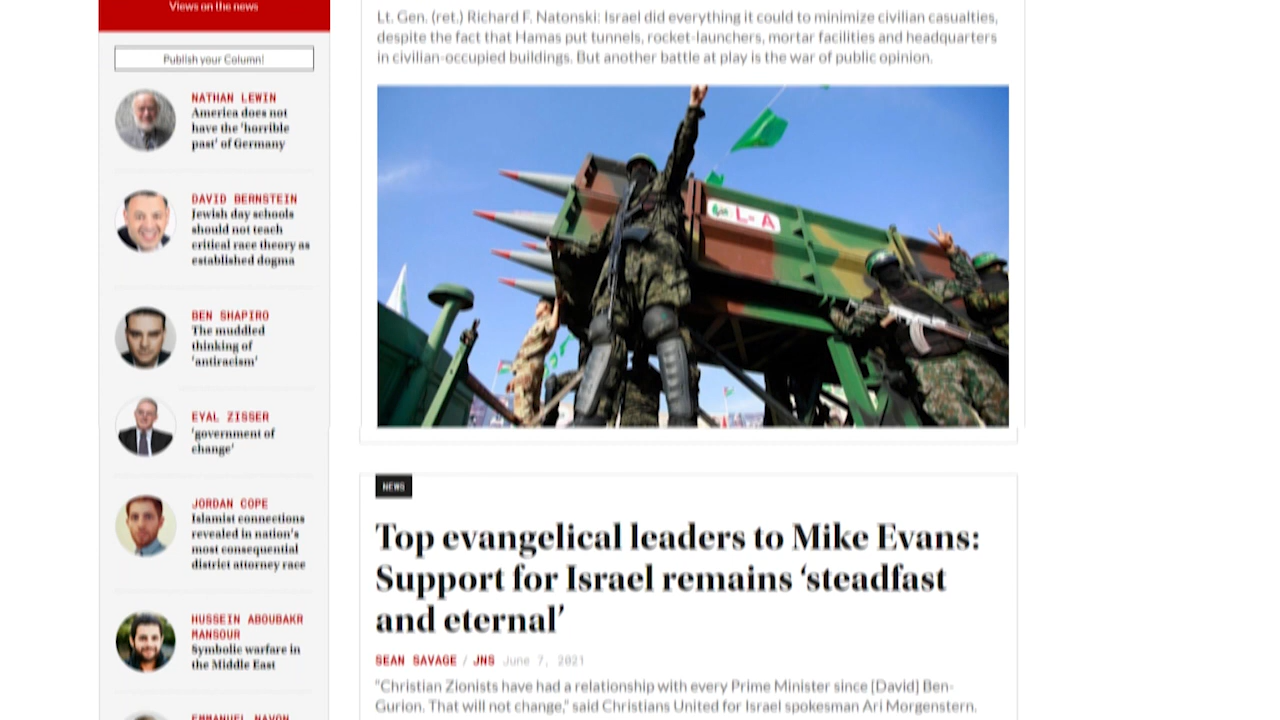 Views on the news
Publish your Column!
NATHAN LEWIN
America does not
have the 'horrible
past' of Germany
DAVID BERNSTEIN
Jewish day schools
should not teach
critical race theory as
established dogma
BEN SHAPIRO
The muddled
thinking of
'antiracism'
EYAL ZISSER
'government of
change'
JORDAN COPE
Islamist connections
revealed in nation's
most consequential
district attorney race
HUSSEIN ABOUBAKR
MANSOUR
Symbolic warfare in
the Middle East
EMMANUEL NAVON
Lt. Gen. (ret.) Richard F. Natonski: Israel did everything it could to minimize civilian casualties,
despite the fact that Hamas put tunnels, rocket-launchers, mortar facilities and headquarters
in civilian-occupied buildings. But another battle at play is the war of public opinion.
L-A
NEWS
Top evangelical leaders to Mike Evans:
Support for Israel remains ‘steadfast
and eternal’
SEAN SAVAGE / JNS June 7, 2021
“Christian Zionists have had a relationship with every Prime Minister since [David] Ben-
Gurion. That will not change,” said Christians United for Israel spokesman Ari Morgenstern.